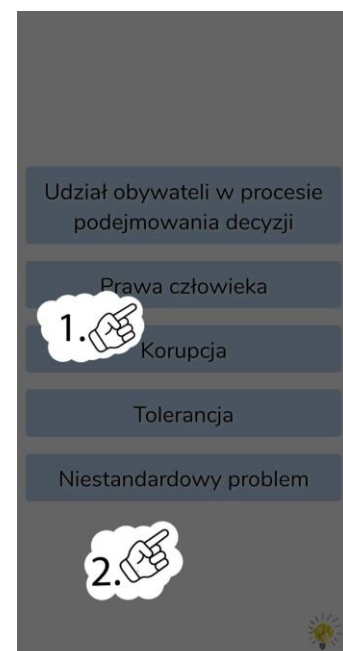 Udział obywateli w procesie
podejmowania decyzji
Prawa człowieka
1.
Korupcja
Tolerancja
Niestandardowy problem
2.